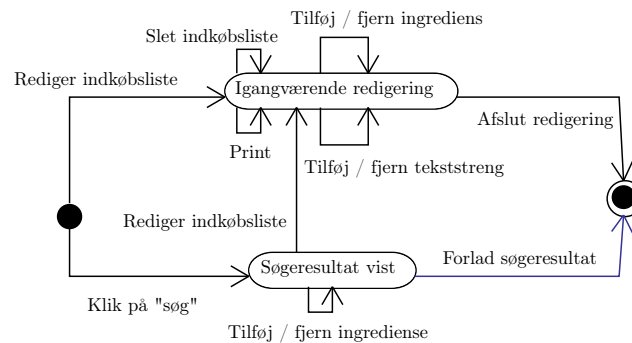 Tilføj / fjern ingrediens
Slet indkøbsliste
Rediger indkøbsliste
Igangværende redigering
Afslut redigering
Print
Tilføj / fjern tekststreng
Rediger indkøbsliste
Søgeresultat vist
Forlad søgeresultat
Klik på "søg"
Tilføj / fjern ingrediense